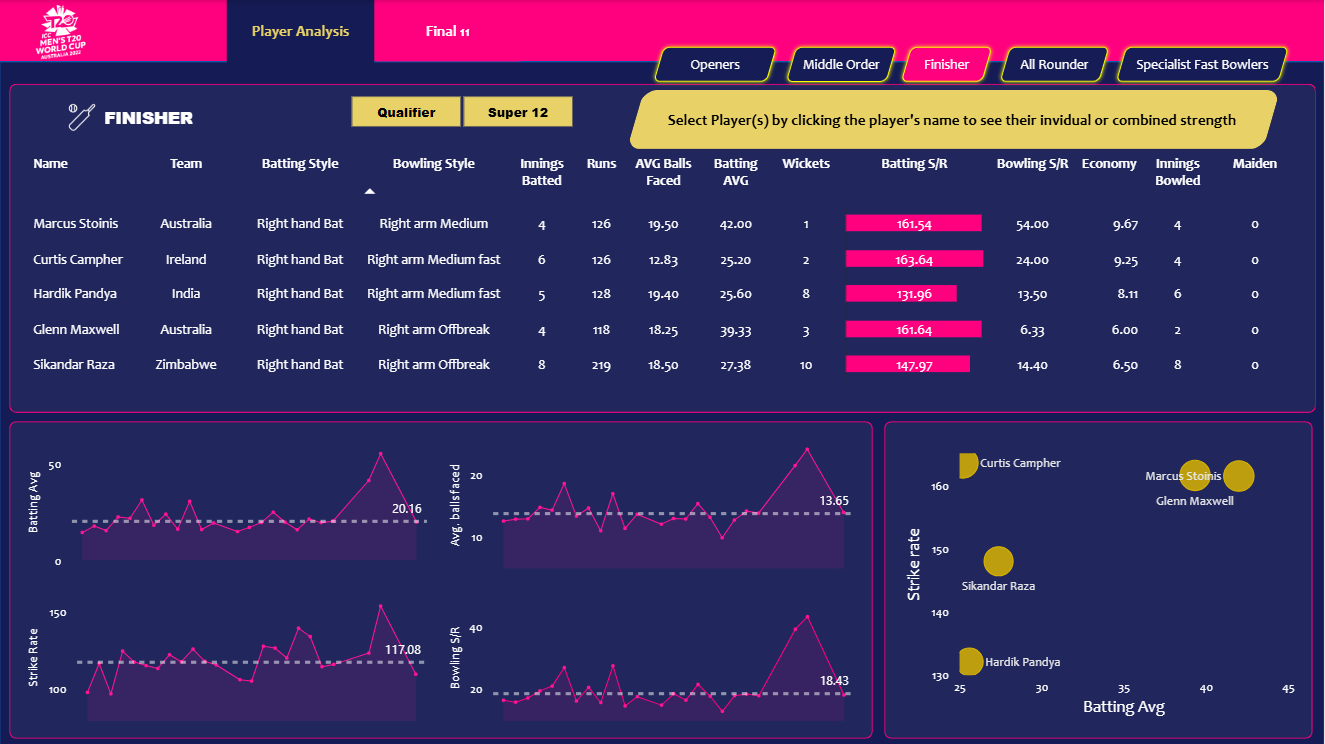 T20
ICC
MEN'S T20
WORLD CUP
AUSTRALIA 2022
Player Analysis
Final 11
Openers
Middle Order
Finisher
All Rounder
Specialist Fast Bowlers
FINISHER
Qualifier
Super 12
Select Player(s) by clicking the player's name to see their invidual or combined strength
Name Team Batting Style Bowling Style Innings Batted Runs AVG Balls Faced Batting AVG Wickets Batting S/R Bowling S/R Economy Innings Bowled Maiden
Marcus Stoinis Australia Right hand Bat Right arm Medium 4 126 19.50 42.00 1 161.54 54.00 9.67 4 0
Curtis Campher Ireland Right hand Bat Right arm Medium fast 6 126 12.83 25.20 2 163.64 24.00 9.25 4 0
Hardik Pandya India Right hand Bat Right arm Medium fast 5 128 19.40 25.60 8 131.96 13.50 8.11 6 0
Glenn Maxwell Australia Right hand Bat Right arm Offbreak 4 118 18.25 39.33 3 161.64 6.33 6.00 2 0
Sikandar Raza Zimbabwe Right hand Bat Right arm Offbreak 8 219 18.50 27.38 10 147.97 14.40 6.50 8 0
Batting Avg
50
0
20.16
Avg. ballsfaced
20
10
13.65
Strike Rate
150
100
117.08
Bowling S/R
40
20
18.43
Strike rate
160
150
140
130
Curtis Campher
Marcus Stoinis
Glenn Maxwell
Sikandar Raza
Hardik Pandya
25 30 35 40 45
Batting Avg